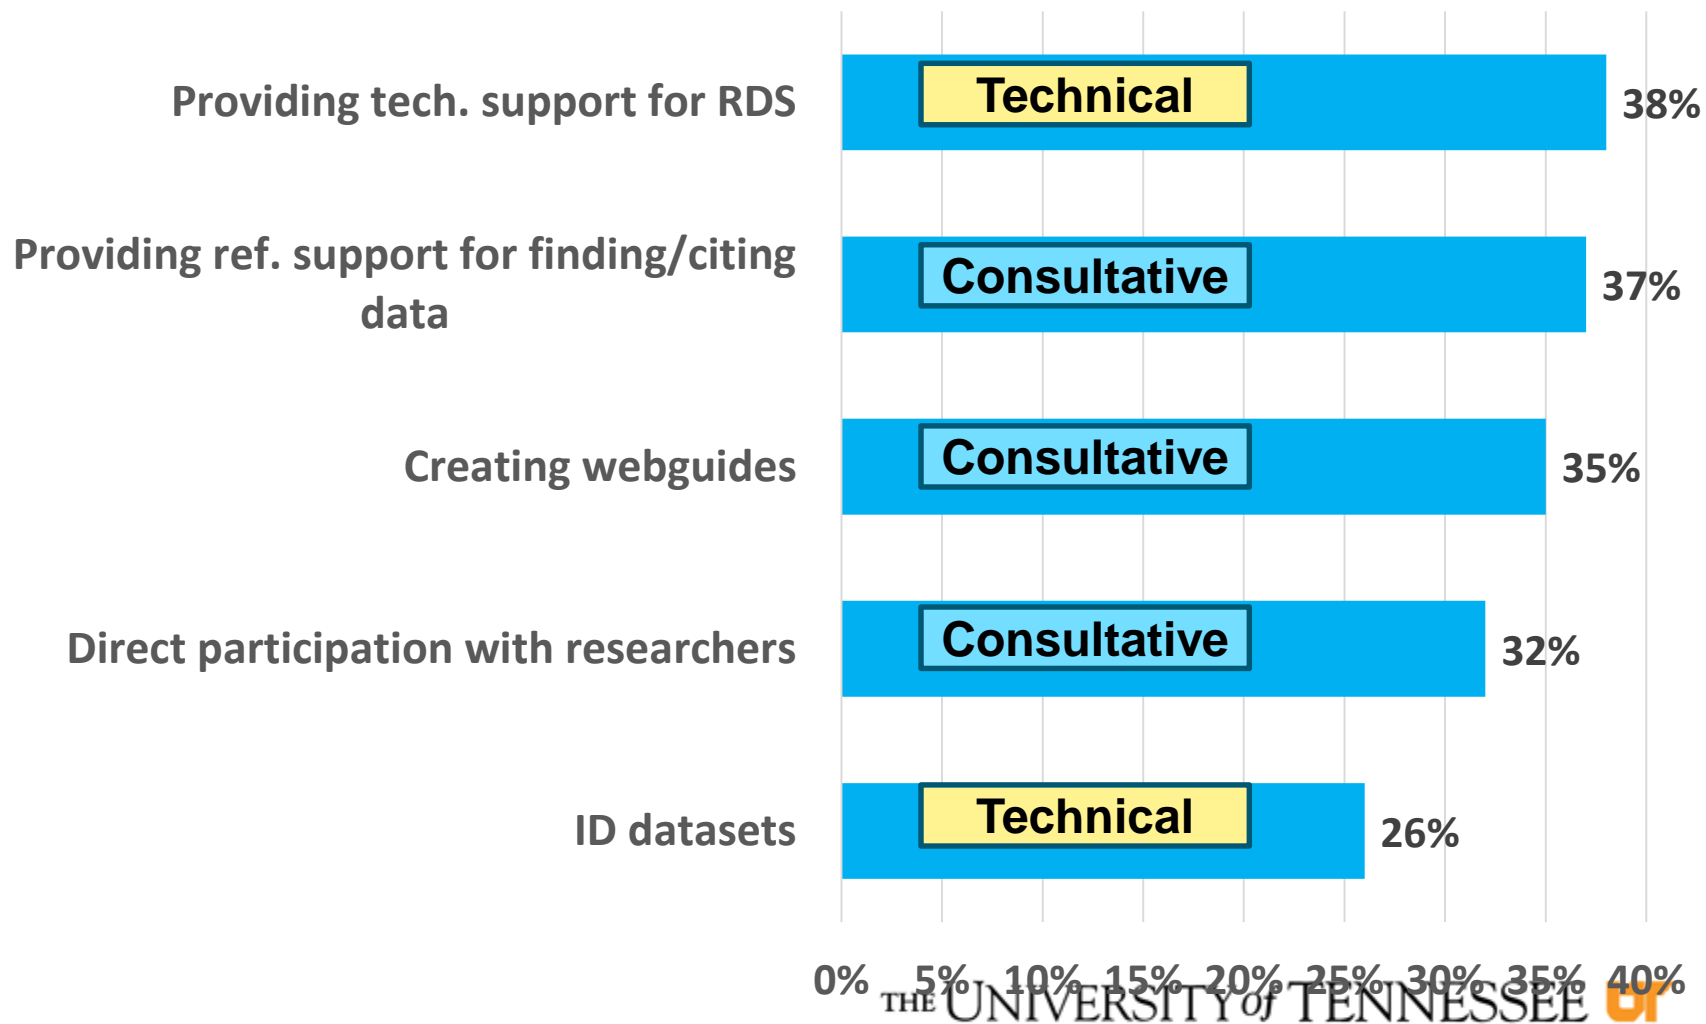 Providing tech. support for RDS
Technical
38%
Providing ref. support for finding/citing
data
Consultative
37%
Creating webguides
Consultative
35%
Direct participation with researchers
Consultative
32%
ID datasets
Technical
26%
0% 5% 10% 15% 20% 25% 30% 35% 40%
THE UNIVERSITY of TENNESSEE UT